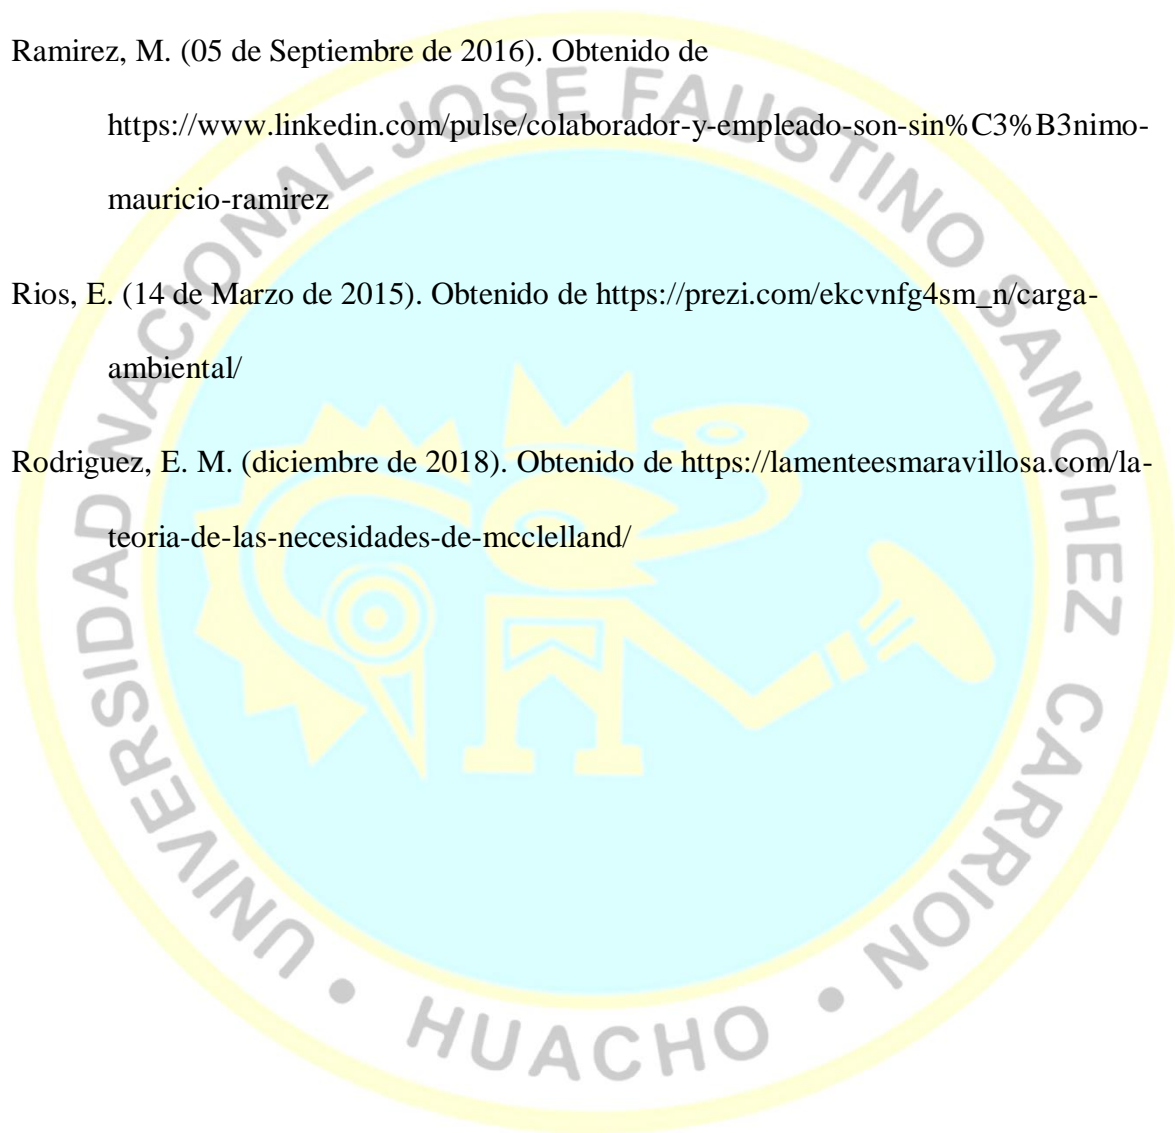 Ramirez, M. (05 de Septiembre de 2016). Obtenido de
https://www.linkedin.com/pulse/colaborador-y-empleado-son-sin%C3%B3nimo-
mauricio-ramirez
Rios, E. (14 de Marzo de 2015). Obtenido de https://prezi.com/ekcvnfg4sm_n/carga-
ambiental/
Rodriguez, E. M. (diciembre de 2018). Obtenido de https://lamenteesmaravillosa.com/la-
teoria-de-las-necesidades-de-mcclelland/
UNIVERSIDAD NACIONAL JOSE FAUSTINO SANCHEZ CARRION • HUACHO •